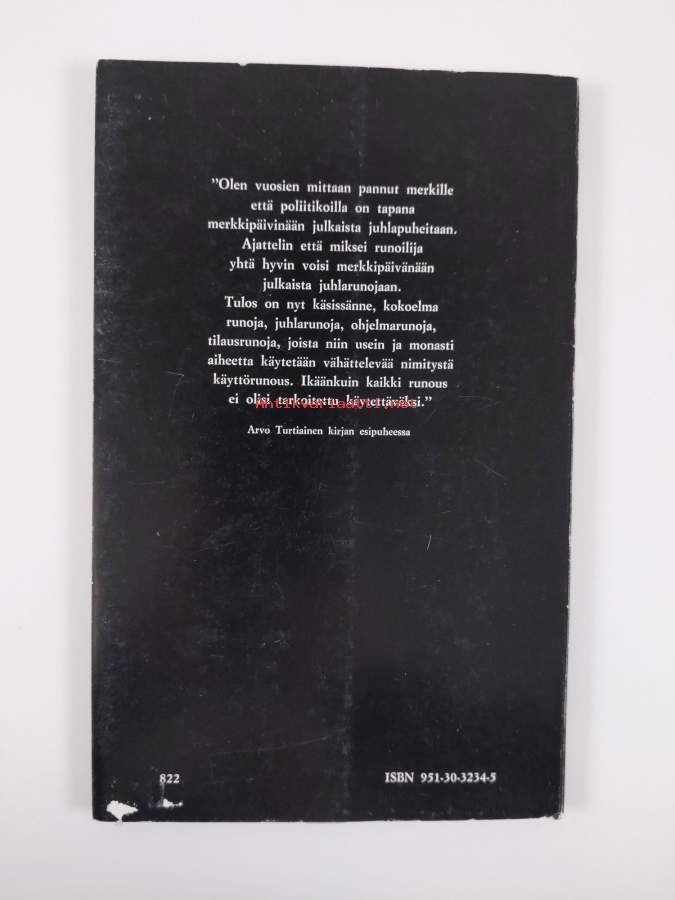 ”Olen vuosien mittaan pannut merkille
että poliitikoilla on tapana
merkkipäivinään julkaista juhlapuheitaan.
Ajattelin että miksei runoilija
yhtä hyvin voisi merkkipäivänään
julkaista juhlarunojaan.
Tulos on nyt käsissänne, kokoelma
runoja, juhlarunoja, ohjelmarunoja,
tilausrunoja, joista niin usein ja monasti
aiheetta käytetään vähättelevää nimitystä
käyttörunous. Ikäänkuin kaikki runous
ei olisi tarkoitettu käytettäväksi.”
Antikvariaatti.net
Arvo Turtiainen kirjan esipuheessa
822
ISBN 951-30-3234-5